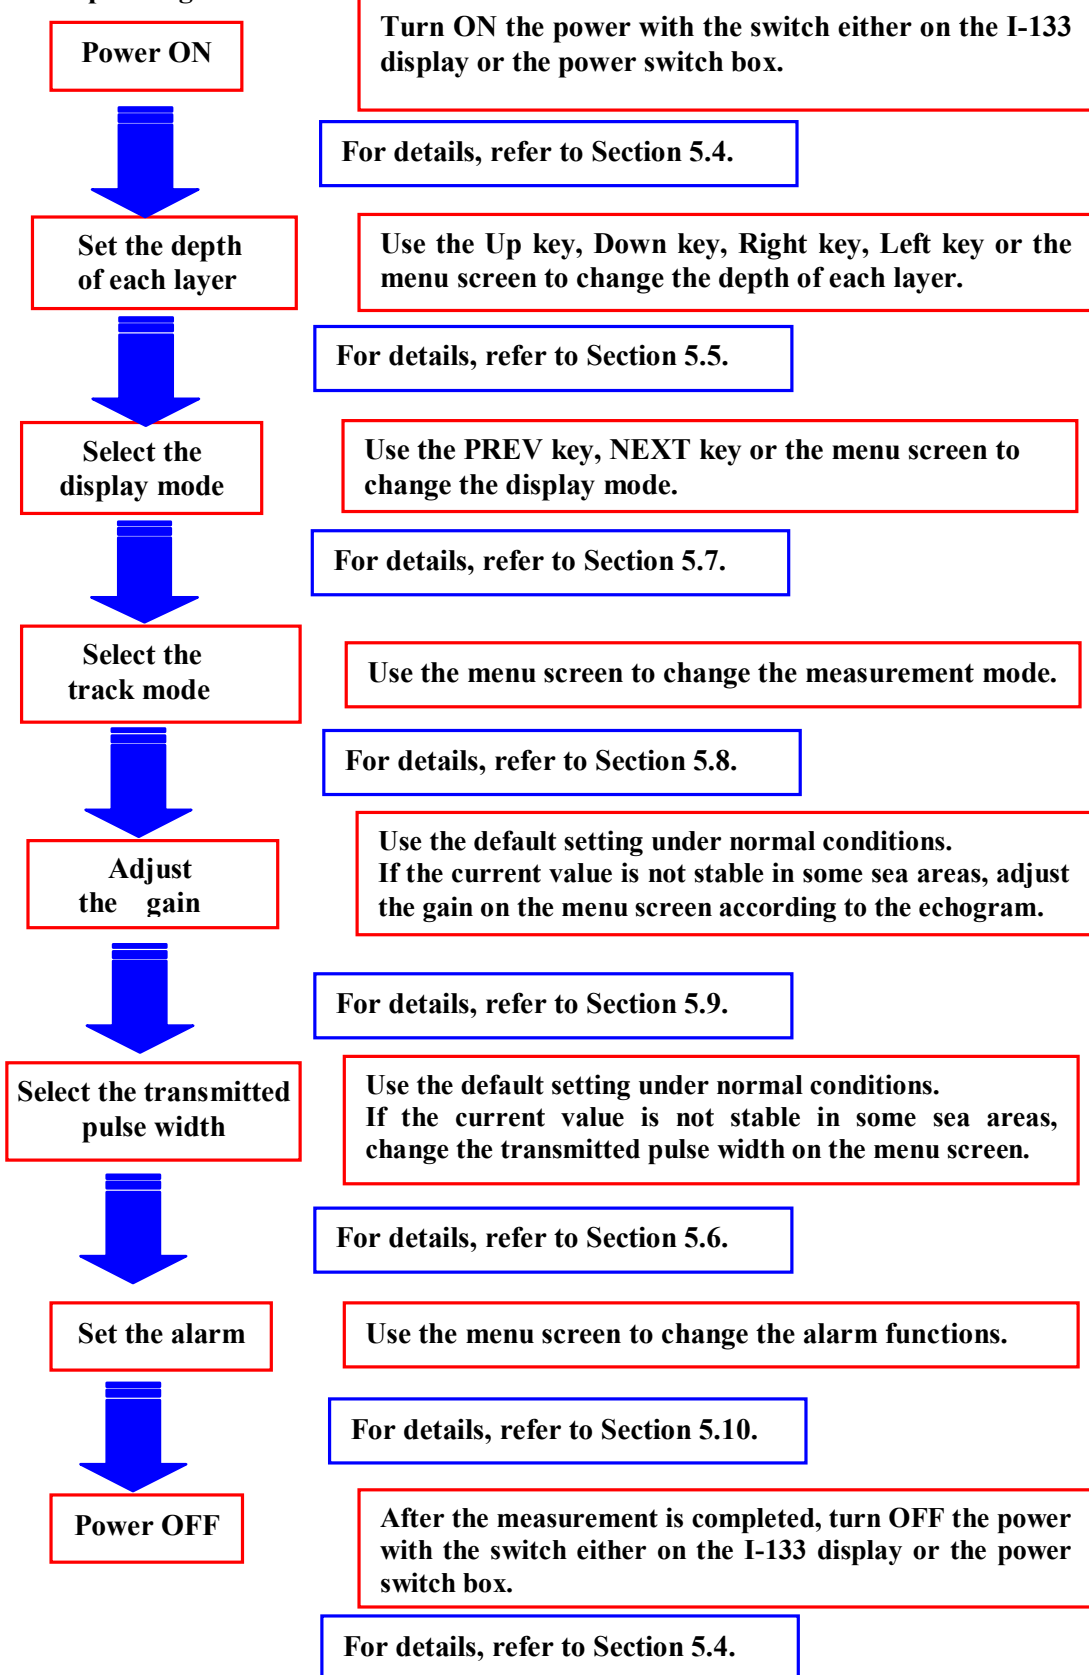 Power ON
Turn ON the power with the switch either on the I-133
display or the power switch box.
For details, refer to Section 5.4.
Set the depth
of each layer
Use the Up key, Down key, Right key, Left key or the
menu screen to change the depth of each layer.
For details, refer to Section 5.5.
Select the
display mode
Use the PREV key, NEXT key or the menu screen to
change the display mode.
For details, refer to Section 5.7.
Select the
track mode
Use the menu screen to change the measurement mode.
For details, refer to Section 5.8.
Adjust
the gain
Use the default setting under normal conditions.
If the current value is not stable in some sea areas, adjust
the gain on the menu screen according to the echogram.
For details, refer to Section 5.9.
Select the transmitted
pulse width
Use the default setting under normal conditions.
If the current value is not stable in some sea areas,
change the transmitted pulse width on the menu screen.
For details, refer to Section 5.6.
Set the alarm
Use the menu screen to change the alarm functions.
For details, refer to Section 5.10.
Power OFF
After the measurement is completed, turn OFF the power
with the switch either on the I-133 display or the power
switch box.
For details, refer to Section 5.4.